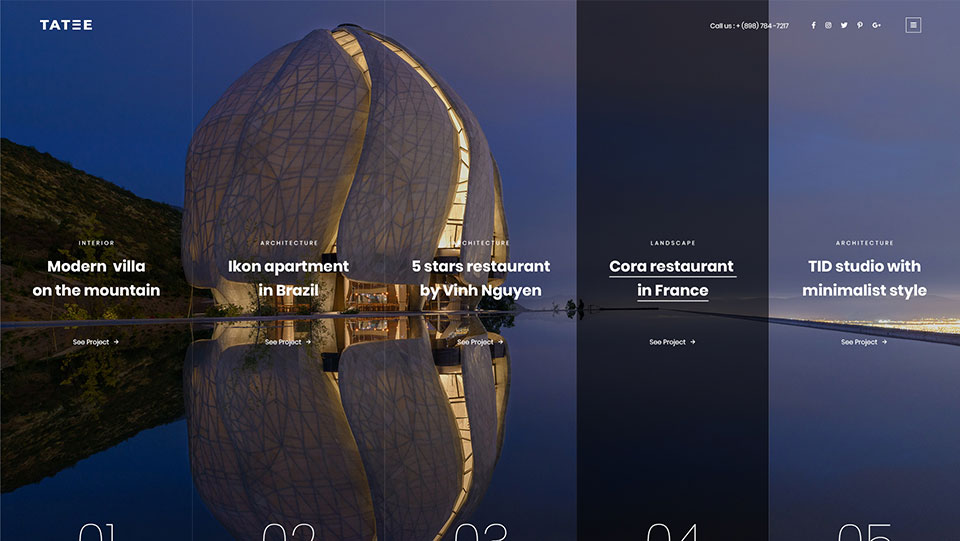 TATEE
Call us : + (898) 784 -7217
INTERIOR
Modern villa
on the mountain
See Project
ARCHITECTURE
Ikon apartment
in Brazil
See Project
ARCHITECTURE
5 stars restaurant
by Vinh Nguyen
See Project
LANDSCAPE
Cora restaurant
in France
See Project
ARCHITECTURE
TID studio with
minimalist style
See Project
01
02
03
04
05